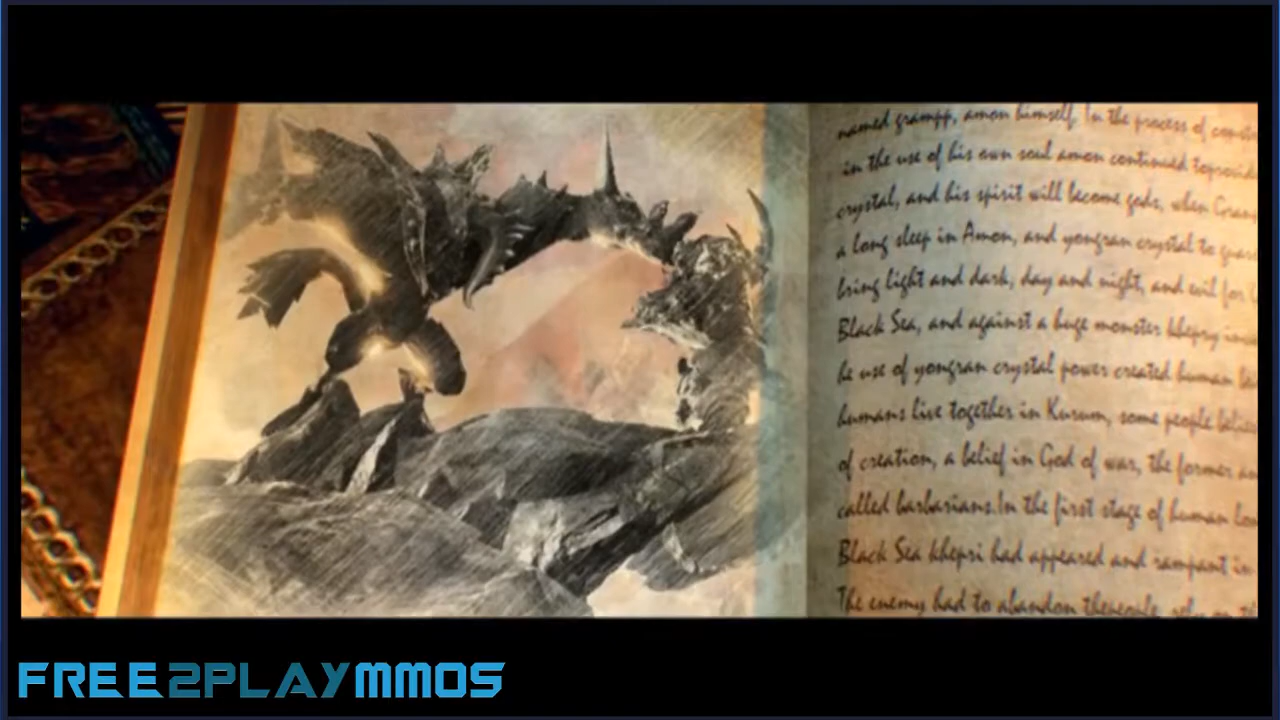 named grampp, amon himself. In the process of
in the use of his own soul amon continued toprovide
crystal, and his spirit will become gods, when
a long sleep in Amon, and yongran crystal to
bring light and dark, day and night, and evil for
Black Sea, and against a huge monster khepry
he use of yongran crystal power created human
humans live together in Kurum, some people
of creation, a belief in God of war, the former
called barbarians.In the first stage of human
Black Sea khepri had appeared and rampant in
The enemy had to abandon thepeople,
FREE2PLAYMMOS